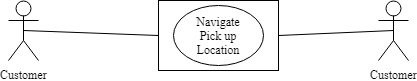 Navigate
Pick up
Location
Customer
Customer